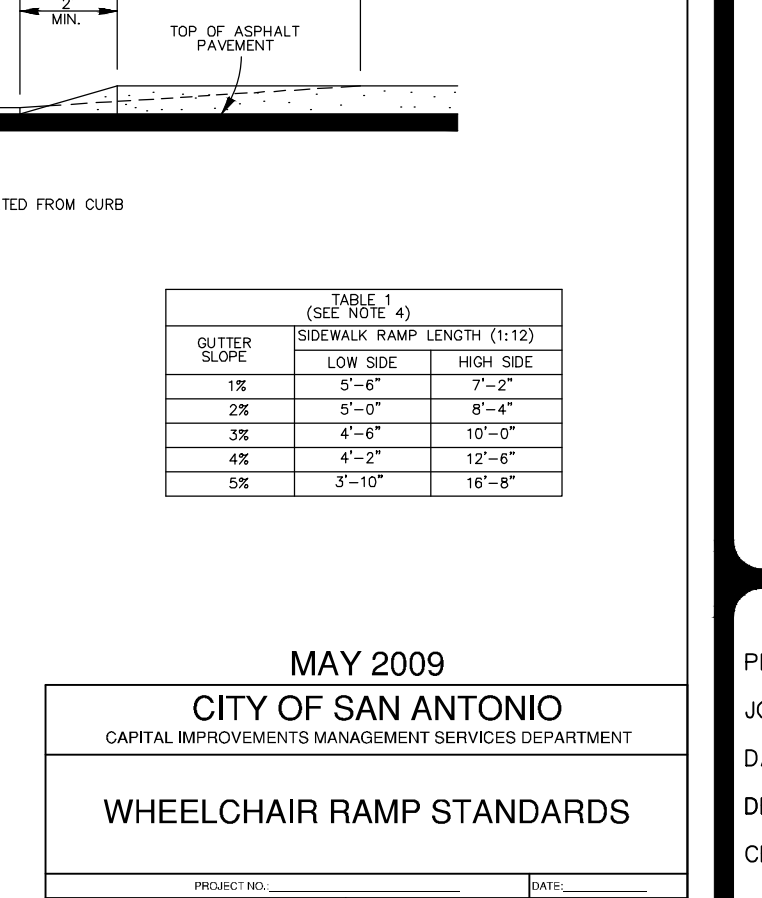 2
MIN.
TOP OF ASPHALT
PAVEMENT
TED FROM CURB
TABLE 1
(SEE NOTE 4)
GUTTER
SLOPE
SIDEWALK RAMP LENGTH (1:12)
LOW SIDE HIGH SIDE
1% 5'-6" 7'-2"
2% 5'-0" 8'-4"
3% 4'-6" 10'-0"
4% 4'-2" 12'-6"
5% 3'-10" 16'-8"
MAY 2009
CITY OF SAN ANTONIO
CAPITAL IMPROVEMENTS MANAGEMENT SERVICES DEPARTMENT
WHEELCHAIR RAMP STANDARDS
PROJECT NO.: DATE: